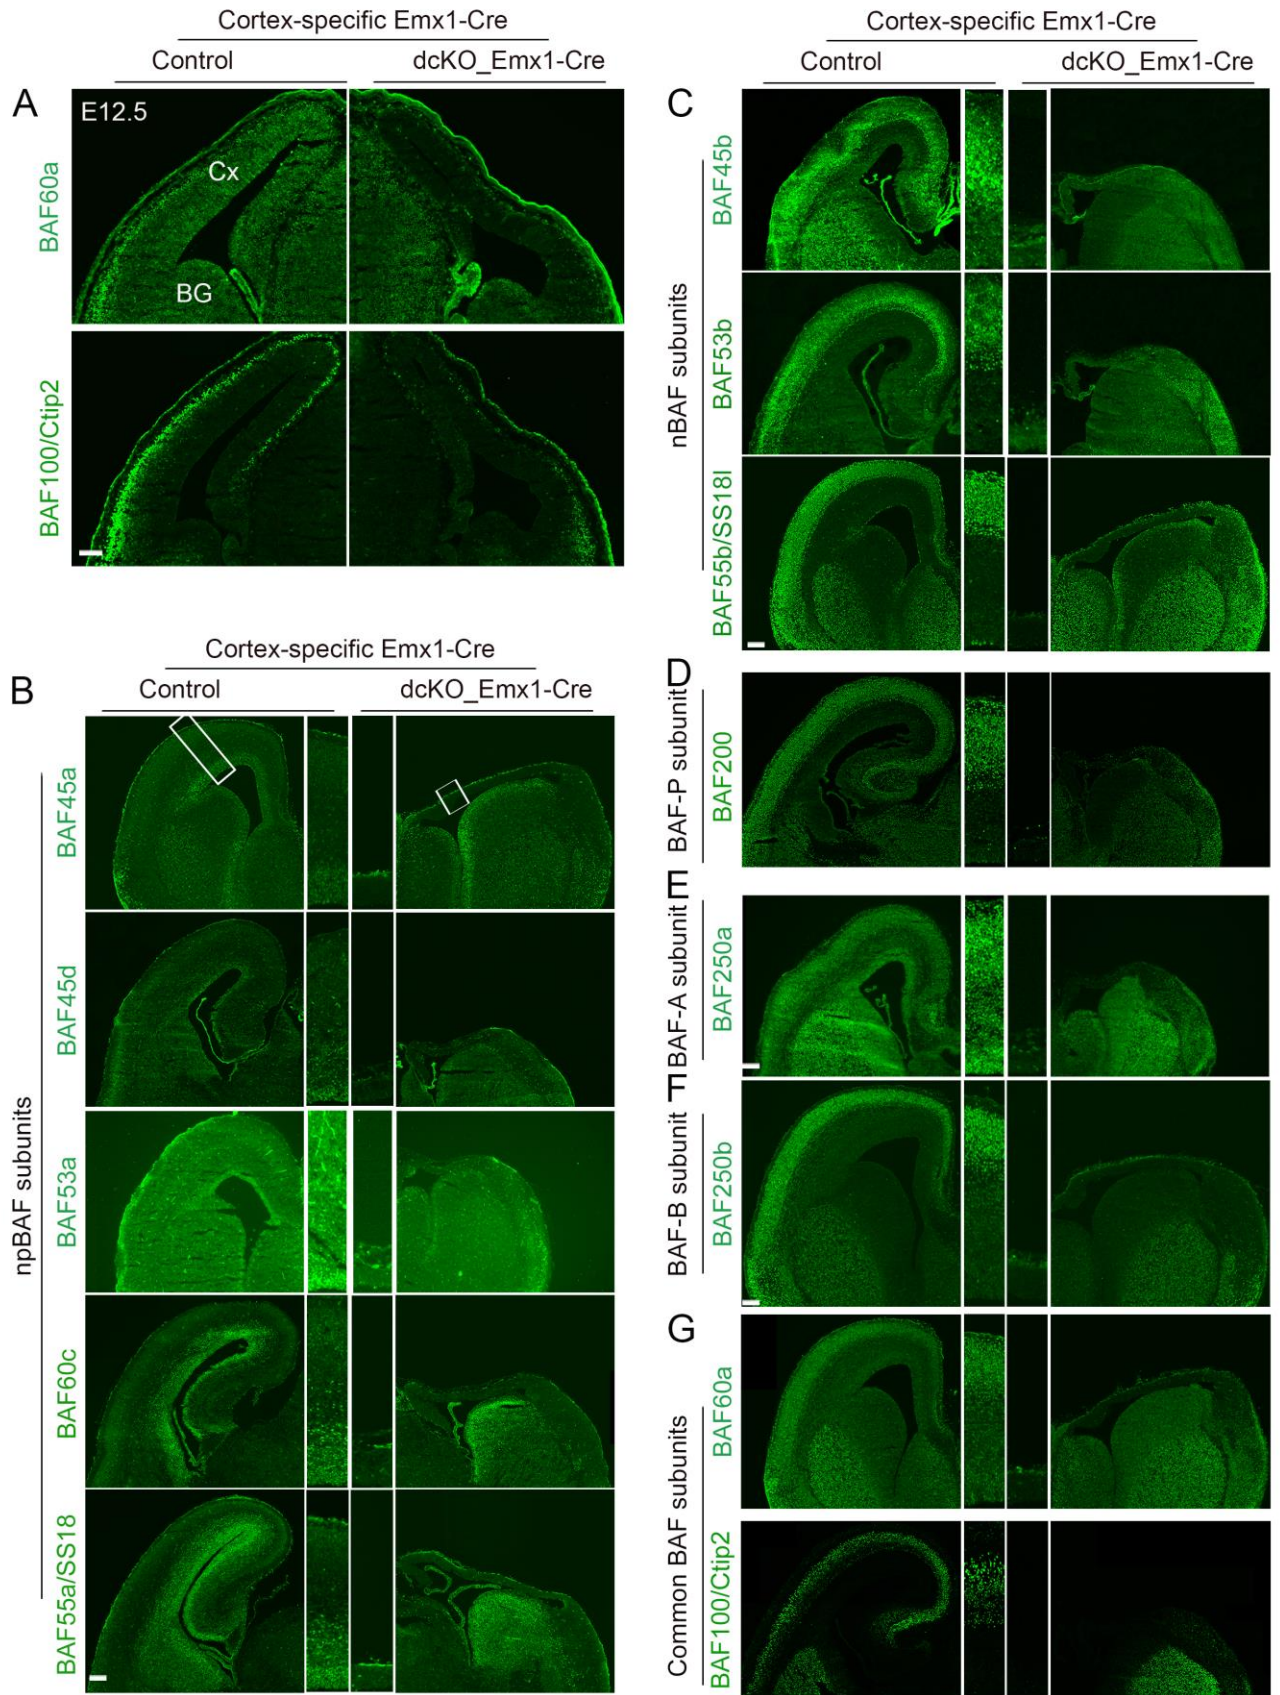 Cortex-specific Emx1-Cre
Control
dcKO_Emx1-Cre
A
E12.5
Cx
BG
BAF60a
BAF100/Ctip2
Cortex-specific Emx1-Cre
B
Control
dcKO_Emx1-Cre
npBAF subunits
BAF45a
BAF45d
BAF53a
BAF60c
BAF55a/SS18
Cortex-specific Emx1-Cre
Control
dcKO_Emx1-Cre
C
nBAF subunits
BAF45b
BAF53b
BAF55b/SS18l
D
BAF-P subunit
BAF200
E
BAF-A subunit
BAF250a
F
BAF-B subunit
BAF250b
G
Common BAF subunits
BAF60a
BAF100/Ctip2